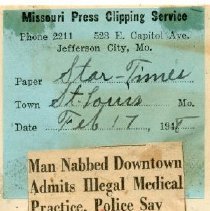 Missouri Press Clipping Service
Phone 2211 528 E. Capitol Ave.
Jefferson City, Mo.
Paper Star-Times
Town St. Louis Mo.
Date Feb 17, 194
Man Nabbed Downtown
Admits Illegal Medical
Practice, Police Say